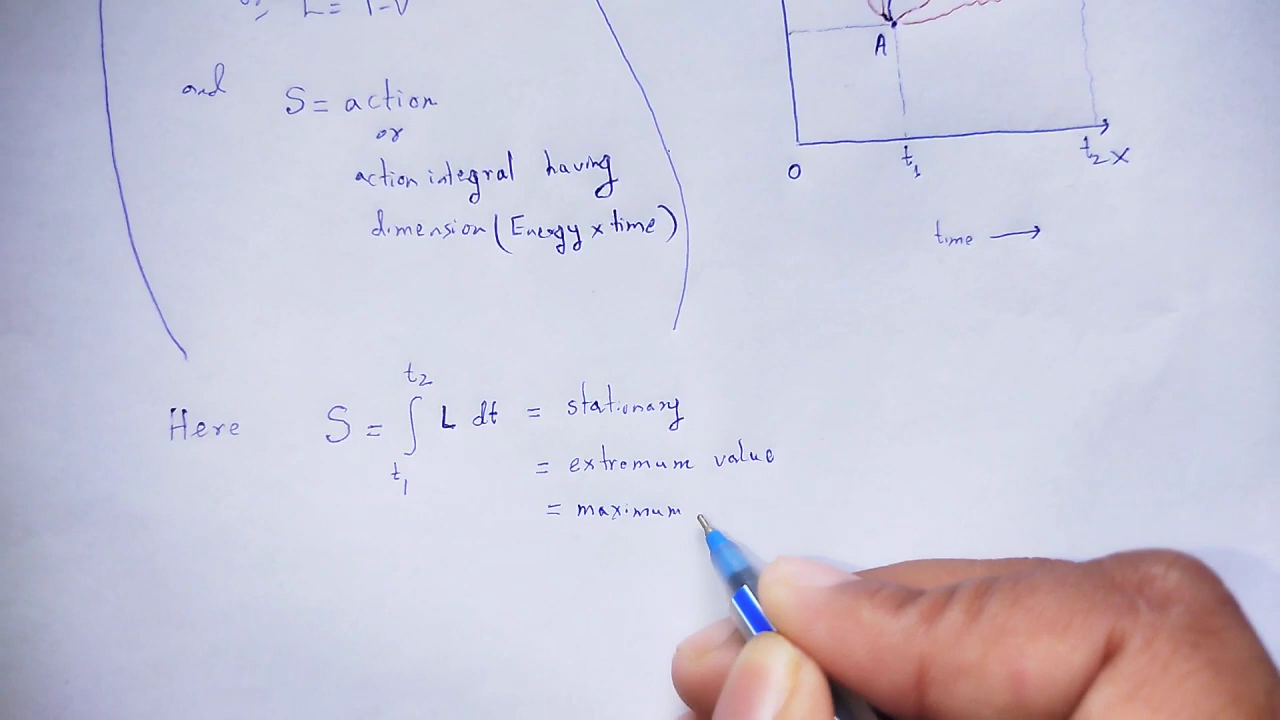 L = T-V
and S = action
or
action integral having
dimension (Energy x time)
A
0 t₁ t₂ X
time →
t₂
Here S = ∫ L dt = stationary
t₁
= extremum value
= maximum